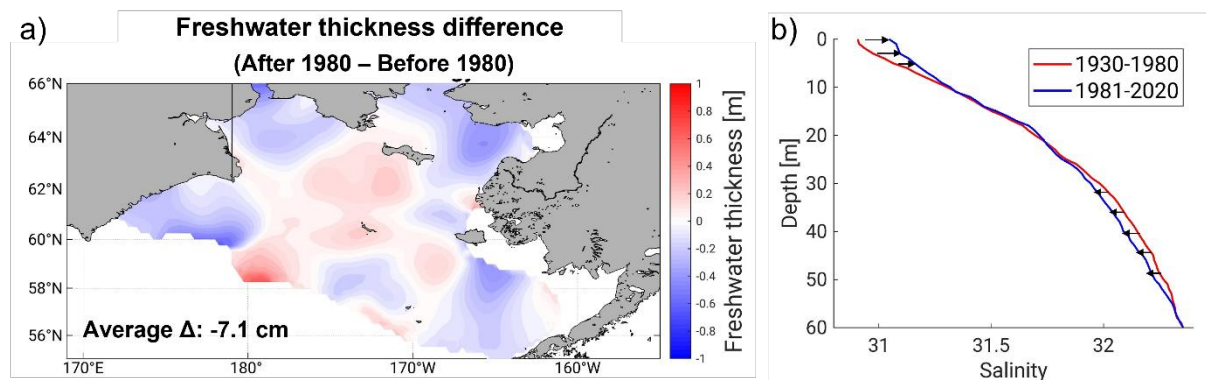 a)
Freshwater thickness difference
(After 1980 – Before 1980)
66°N
64°N
62°N
60°N
58°N
56°N
170°E
180°
170°W
160°W
Average Δ: -7.1 cm
1
0.8
0.6
0.4
0.2
0
-0.2
-0.4
-0.6
-0.8
-1
Freshwater thickness [m]
b)
0
10
20
30
40
50
60
Depth [m]
1930-1980
1981-2020
31
31.5
32
Salinity